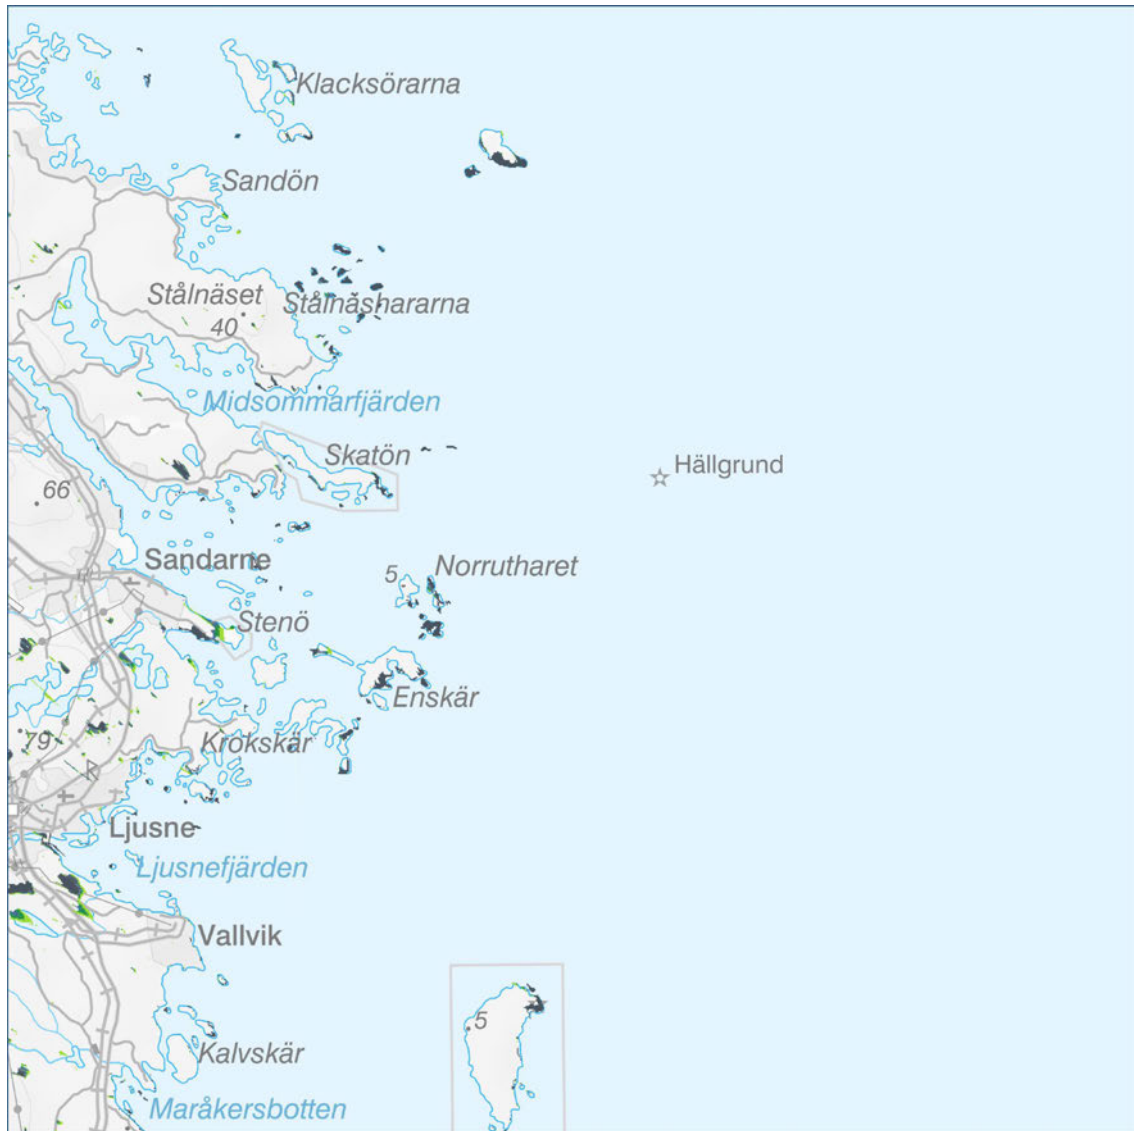 Klacksörarna
Sandön
Stålnäset
Stålnåshararna
40
Midsommarfjärden
Skatön
Hällgrund
66
Sandarne
5
Norrutharet
Stenö
Enskär
79
Krokskär
Ljusne
Ljusnefjärden
Vallvik
5
Kalvskär
Maråkersbotten